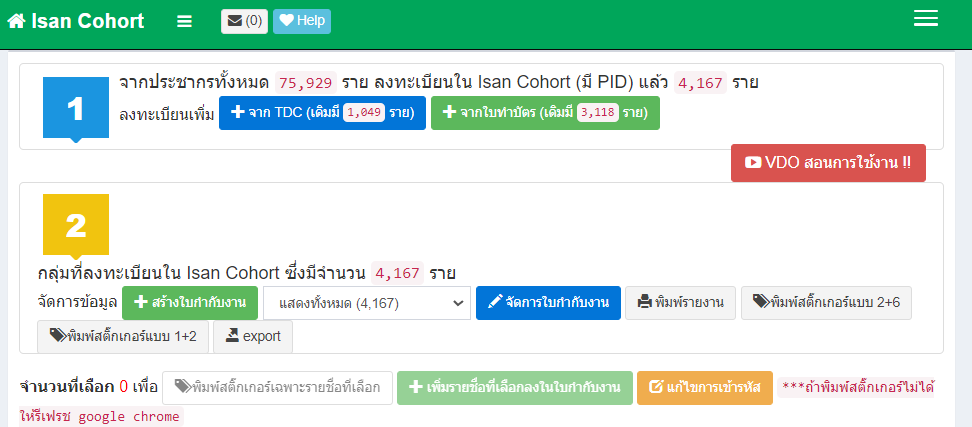 Isan Cohort (0) Help
1
จากประชากรทั้งหมด 75,929 ราย ลงทะเบียนใน Isan Cohort (มี PID) แล้ว 4,167 ราย
ลงทะเบียนเพิ่ม จาก TDC (เดิมมี 1,049 ราย) จากใบทำบัตร (เดิมมี 3,118 ราย)
VDO สอนการใช้งาน !!
2
กลุ่มที่ลงทะเบียนใน Isan Cohort ซึ่งมีจำนวน 4,167 ราย
จัดการข้อมูล สร้างใบกำกับงาน แสดงทั้งหมด (4,167) จัดการใบกำกับงาน พิมพ์รายงาน พิมพ์สติ๊กเกอร์แบบ 2+6
พิมพ์สติ๊กเกอร์แบบ 1+2 export
จำนวนที่เลือก 0 เพื่อ พิมพ์สติ๊กเกอร์เฉพาะรายชื่อที่เลือก เพิ่มรายชื่อที่เลือกลงในใบกำกับงาน แก้ไขการเข้ารหัส ***ถ้าพิมพ์สติ๊กเกอร์ไม่ได้
ให้รีเฟรช google chrome